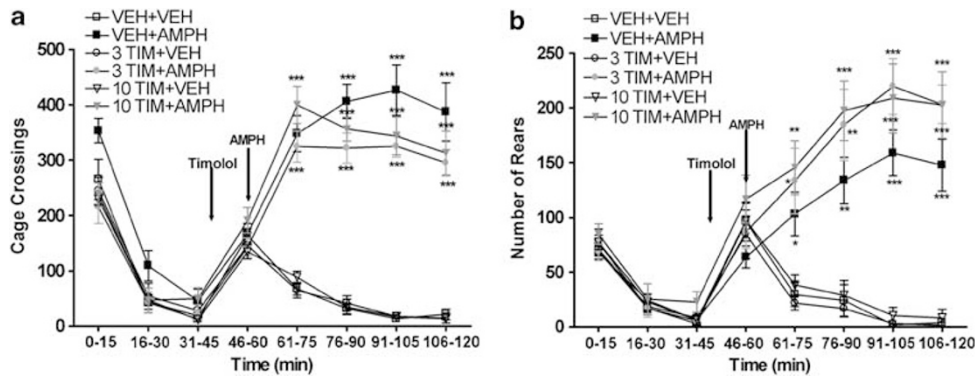 a
VEH+VEH
VEH+AMPH
3 TIM+VEH
3 TIM+AMPH
10 TIM+VEH
10 TIM+AMPH
500
400
300
200
100
0
Cage Crossings
Timolol
AMPH
***
***
***
***
***
***
***
***
***
***
0-15 16-30 31-45 46-60 61-75 76-90 91-105 106-120
Time (min)
b
VEH+VEH
VEH+AMPH
3 TIM+VEH
3 TIM+AMPH
10 TIM+VEH
10 TIM+AMPH
250
200
150
100
50
0
Number of Rears
Timolol
AMPH
**
*
*
***
**
**
***
***
***
***
***
***
0-15 16-30 31-45 46-60 61-75 76-90 91-105 106-120
Time (min)